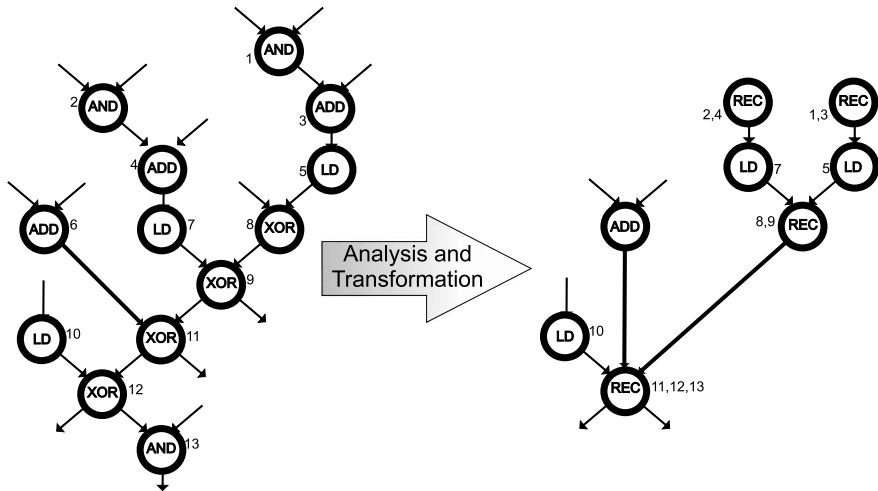 1 AND
2 AND
3 ADD
4 ADD
5 LD
ADD 6
LD 7
8 XOR
XOR 9
LD 10
XOR 11
XOR 12
AND 13
Analysis and
Transformation
2,4 REC
1,3 REC
LD 7
5 LD
ADD
8,9 REC
LD 10
REC 11,12,13